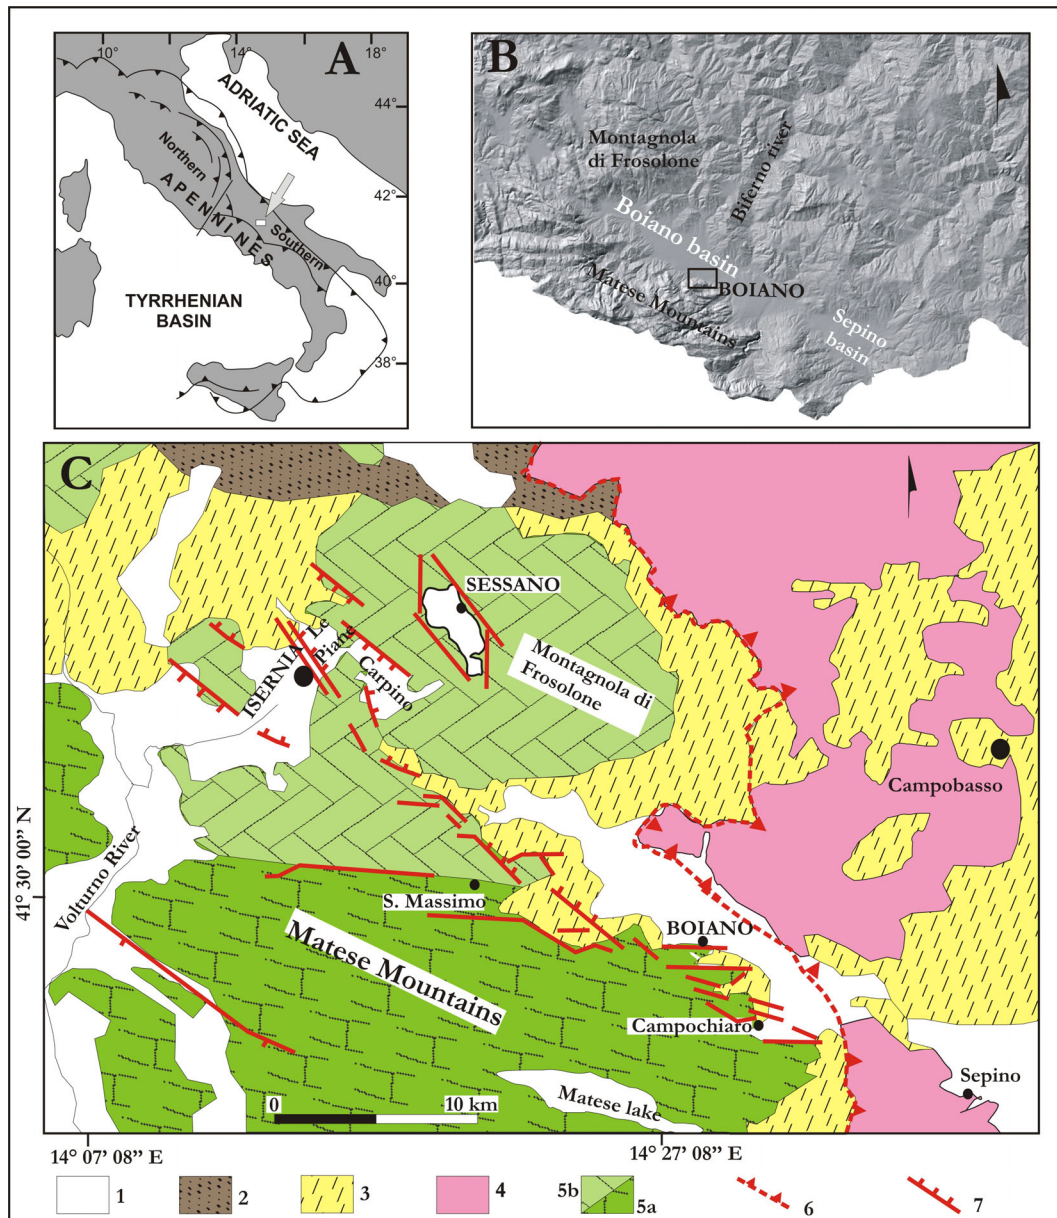 A
10°
14°
18°
44°
42°
40°
38°
ADRIATIC SEA
Northern
APENNINES
Southern
TYRRHENIAN
BASIN
B
Montagnola
di Frosolone
Biferno river
Boiano basin
BOIANO
Matese Mountains
Sepino
basin
C
SESSANO
ISERNIA
Le
Piane
Carpino
Montagnola di
Frosolone
Campobasso
41° 30' 00'' N
Volturno River
S. Massimo
BOIANO
Matese Mountains
Campochiaro
Sepino
Matese lake
0
10 km
14° 07' 08'' E
14° 27' 08'' E
1
2
3
4
5b
5a
6
7